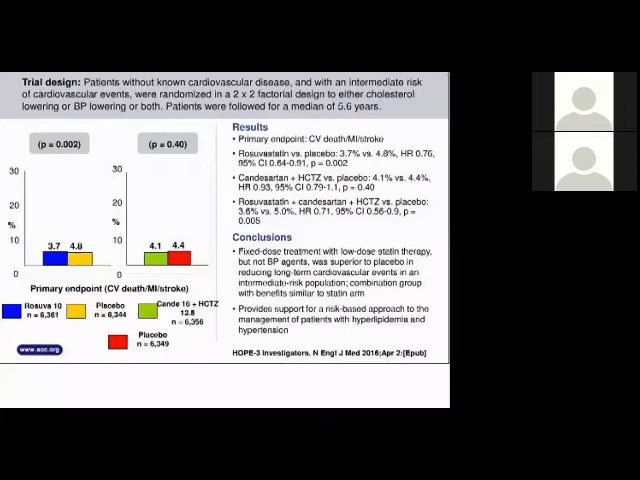 Trial design: Patients without known cardiovascular disease, and with an intermediate risk
of cardiovascular events, were randomized in a 2 x 2 factorial design to either cholesterol
lowering or BP lowering or both. Patients were followed for a median of 5.6 years.
(p = 0.002)
(p = 0.40)
30
20
%
10
0
3.7
4.8
30
20
%
10
0
4.1
4.4
Primary endpoint (CV death/MI/stroke)
Rosuva 10
n = 6,361
Placebo
n = 6,344
Cande 16 + HCTZ
12.5
n = 6,356
Placebo
n = 6,349
www.acc.org
Results
• Primary endpoint: CV death/MI/stroke
• Rosuvastatin vs. placebo: 3.7% vs. 4.8%, HR 0.76,
95% CI 0.64-0.91, p = 0.002
• Candesartan + HCTZ vs. placebo: 4.1% vs. 4.4%,
HR 0.93, 95% CI 0.79-1.1, p = 0.40
• Rosuvastatin + candesartan + HCTZ vs. placebo:
3.6% vs. 5.0%, HR 0.71, 95% CI 0.56-0.9, p =
0.005
Conclusions
• Fixed-dose treatment with low-dose statin therapy,
but not BP agents, was superior to placebo in
reducing long-term cardiovascular events in an
intermediate-risk population; combination group
with benefits similar to statin arm
• Provides support for a risk-based approach to the
management of patients with hyperlipidemia and
hypertension
HOPE-3 Investigators. N Engl J Med 2016;Apr 2:[Epub]